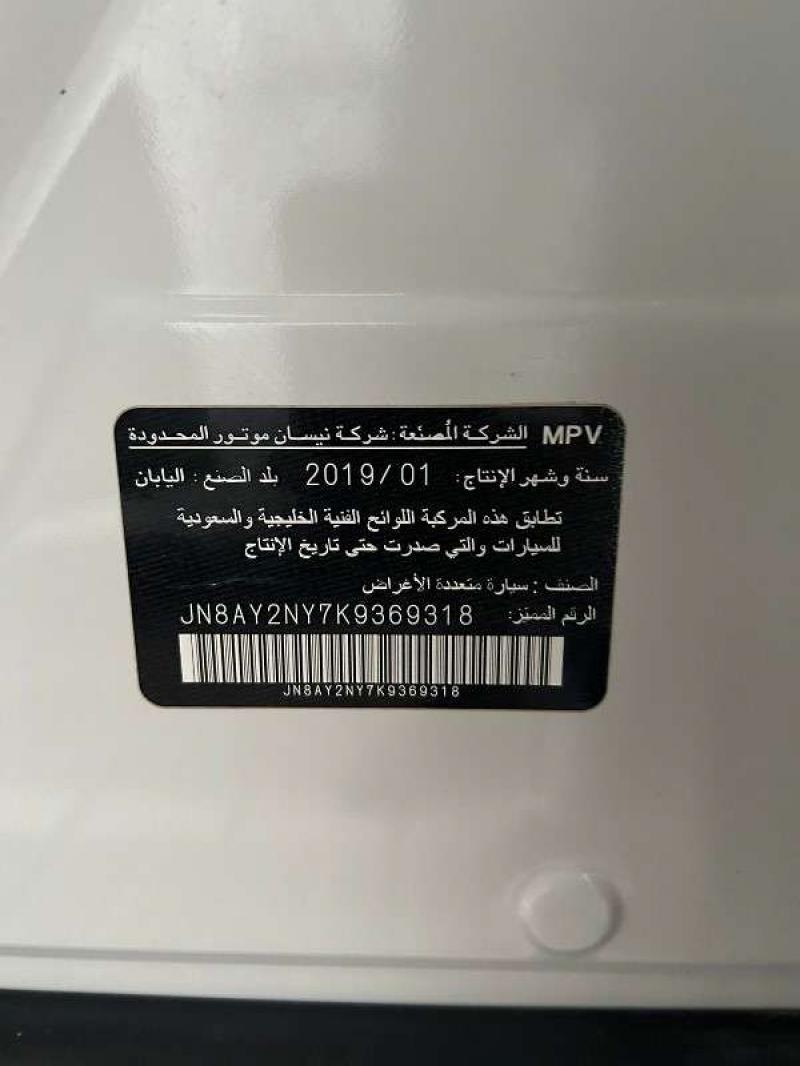 MPV الشركة المُصنّعة: شركة نيسان موتور المحدودة
سنة وشهر الإنتاج: 2019/01 بلد الصنع: اليابان
تطابق هذه المركبة اللوائح الفنية الخليجية والسعودية
للسيارات والتي صدرت حتى تاريخ الإنتاج
الصنف: سيارة متعددة الأغراض
الرقم المميّز: JN8AY2NY7K9369318
JN8AY2NY7K9369318